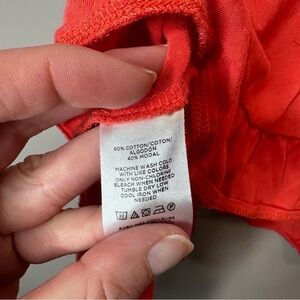 60% COTTON/COTON/
ALGODON
40% MODAL
MACHINE WASH COLD
WITH LIKE COLORS
ONLY NON-CHLORINE
BLEACH WHEN NEEDED
TUMBLE DRY LOW
COOL IRON WHEN
NEEDED